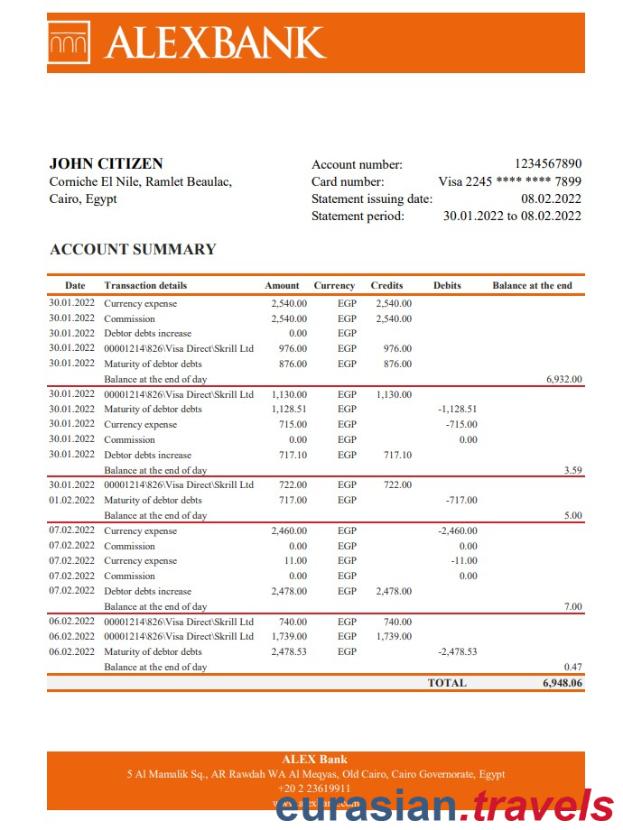 ALEXBANK
JOHN CITIZEN
Corniche El Nile, Ramlet Beaulac,
Cairo, Egypt
Account number: 1234567890
Card number: Visa 2245 **** **** 7899
Statement issuing date: 08.02.2022
Statement period: 30.01.2022 to 08.02.2022
ACCOUNT SUMMARY
Date Transaction details Amount Currency Credits Debits Balance at the end
30.01.2022 Currency expense 2,540.00 EGP 2,540.00
30.01.2022 Commission 2,540.00 EGP 2,540.00
30.01.2022 Debtor debts increase 0.00 EGP
30.01.2022 00001214\826\Visa Direct\Skrill Ltd 976.00 EGP 976.00
30.01.2022 Maturity of debtor debts 876.00 EGP 876.00
Balance at the end of day 6,932.00
30.01.2022 00001214\826\Visa Direct\Skrill Ltd 1,130.00 EGP 1,130.00
30.01.2022 Maturity of debtor debts 1,128.51 EGP -1,128.51
30.01.2022 Currency expense 715.00 EGP -715.00
30.01.2022 Commission 0.00 EGP 0.00
30.01.2022 Debtor debts increase 717.10 EGP 717.10
Balance at the end of day 3.59
30.01.2022 00001214\826\Visa Direct\Skrill Ltd 722.00 EGP 722.00
01.02.2022 Maturity of debtor debts 717.00 EGP -717.00
Balance at the end of day 5.00
07.02.2022 Currency expense 2,460.00 EGP -2,460.00
07.02.2022 Commission 0.00 EGP 0.00
07.02.2022 Currency expense 11.00 EGP -11.00
07.02.2022 Commission 0.00 EGP 0.00
07.02.2022 Debtor debts increase 2,478.00 EGP 2,478.00
Balance at the end of day 7.00
06.02.2022 00001214\826\Visa Direct\Skrill Ltd 740.00 EGP 740.00
06.02.2022 00001214\826\Visa Direct\Skrill Ltd 1,739.00 EGP 1,739.00
06.02.2022 Maturity of debtor debts 2,478.53 EGP -2,478.53
Balance at the end of day 0.47
TOTAL 6,948.06
ALEX Bank
5 Al Mamalik Sq., AR Rawdah WA Al Meqyas, Old Cairo, Cairo Governorate, Egypt
+20 2 23619911
eurasian.travels